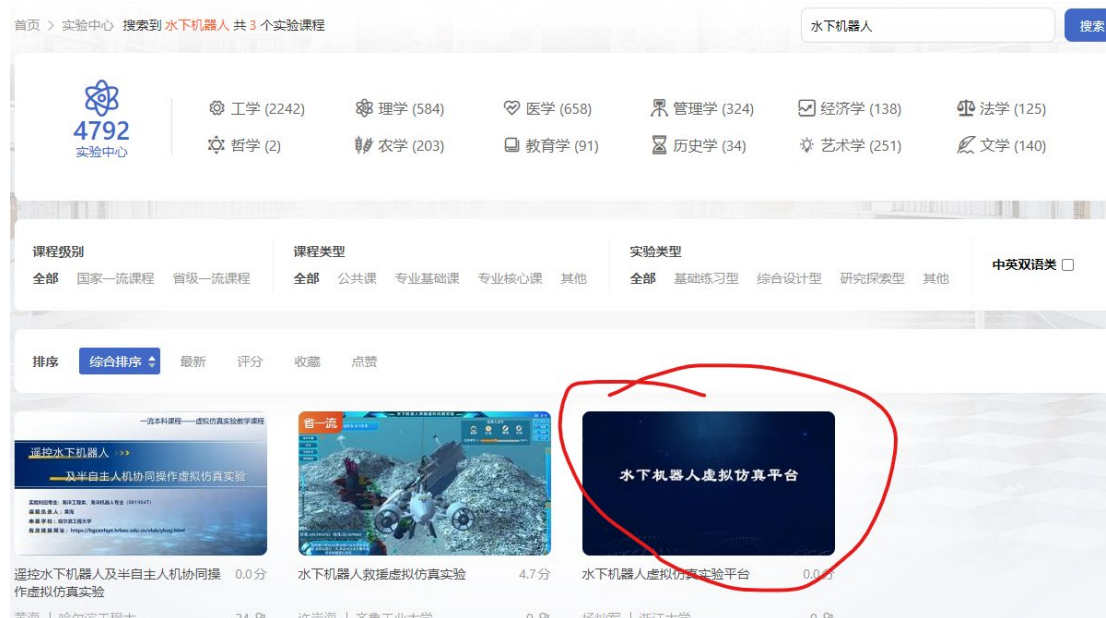 首页 > 实验中心 搜索到 水下机器人 共 3 个实验课程
水下机器人
搜索
4792
实验中心
工学 (2242)
理学 (584)
医学 (658)
管理学 (324)
经济学 (138)
法学 (125)
哲学 (2)
农学 (203)
教育学 (91)
历史学 (34)
艺术学 (251)
文学 (140)
课程级别
全部 国家一流课程 省级一流课程
课程类型
全部 公共课 专业基础课 专业核心课 其他
实验类型
全部 基础练习型 综合设计型 研究探索型 其他
中英双语类
排序 综合排序 最新 评分 收藏 点赞
一流本科课程——虚拟仿真实验教学课程
遥控水下机器人 >>>
及半自主人机协同操作虚拟仿真实验
省一流
水下机器人虚拟仿真平台
遥控水下机器人及半自主人机协同操作虚拟仿真实验
0.0分
水下机器人救援虚拟仿真实验
4.7分
水下机器人虚拟仿真实验平台